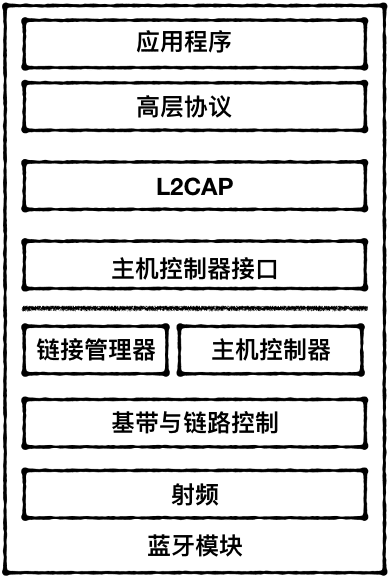 应用程序
高层协议
L2CAP
主机控制器接口
链接管理器
主机控制器
基带与链路控制
射频
蓝牙模块